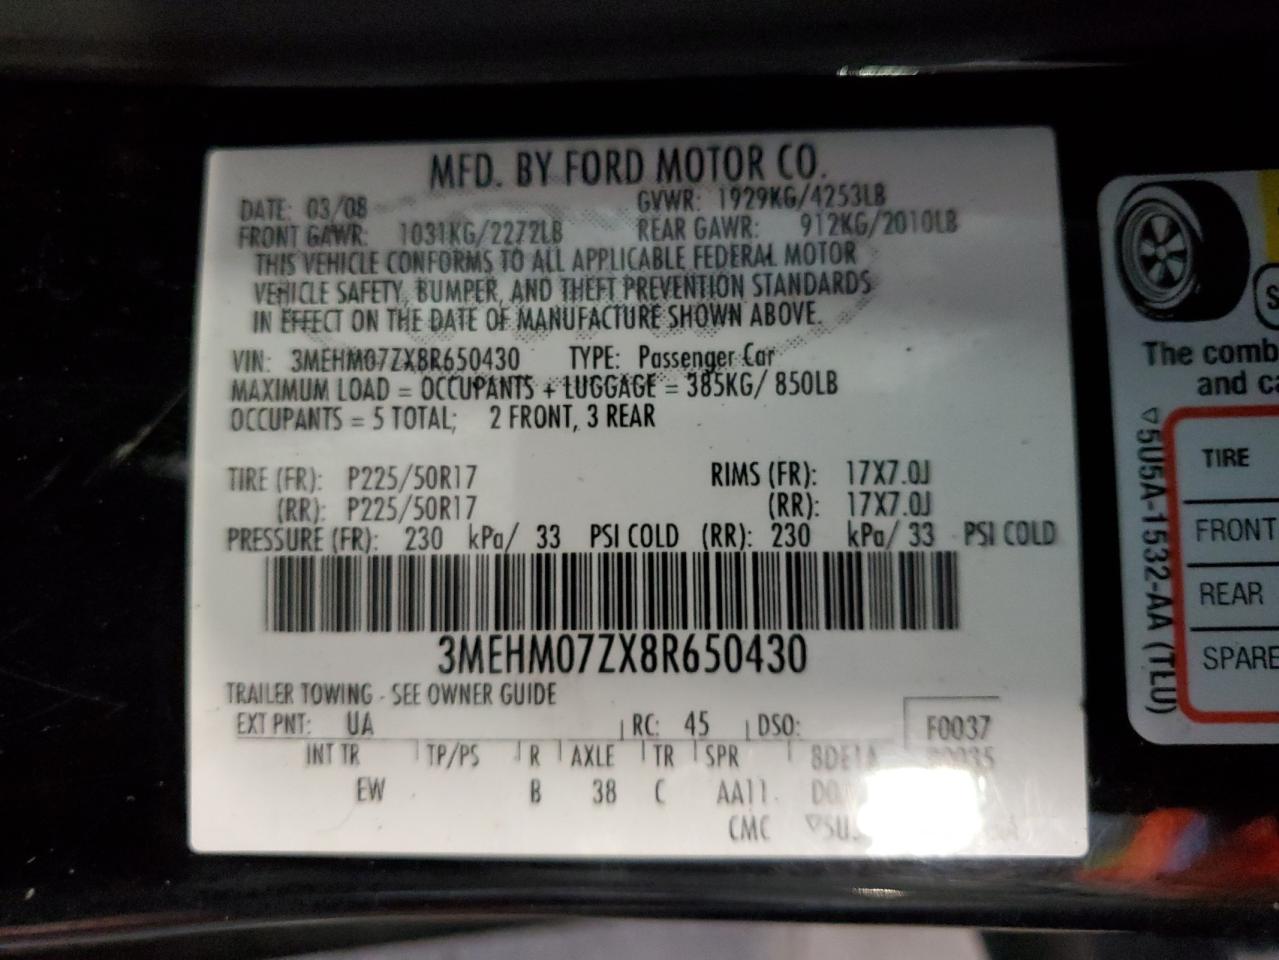 MFD. BY FORD MOTOR CO.
DATE: 03/08 GVWR: 1929KG/4253LB
FRONT GAWR: 1031KG/2272LB REAR GAWR: 912KG/2010LB
THIS VEHICLE CONFORMS TO ALL APPLICABLE FEDERAL MOTOR
VEHICLE SAFETY, BUMPER, AND THEFT PREVENTION STANDARDS
IN EFFECT ON THE DATE OF MANUFACTURE SHOWN ABOVE.
VIN: 3MEHM07ZX8R650430 TYPE: Passenger Car
MAXIMUM LOAD = OCCUPANTS + LUGGAGE = 385KG/ 850LB
OCCUPANTS = 5 TOTAL; 2 FRONT, 3 REAR
TIRE (FR): P225/50R17 RIMS (FR): 17X7.0J
(RR): P225/50R17 (RR): 17X7.0J
PRESSURE (FR): 230 kPa/ 33 PSI COLD (RR): 230 kPa/ 33 PSI COLD
3MEHM07ZX8R650430
TRAILER TOWING - SEE OWNER GUIDE
EXT PNT: UA RC: 45 DSO: F0037
INT TR TP/PS R AXLE TR SPR 8DE1A
EW B 38 C AA11
CMC
The comb
and ca
▽5U5A-1532-AA (TEU)
TIRE
FRONT
REAR
SPARE